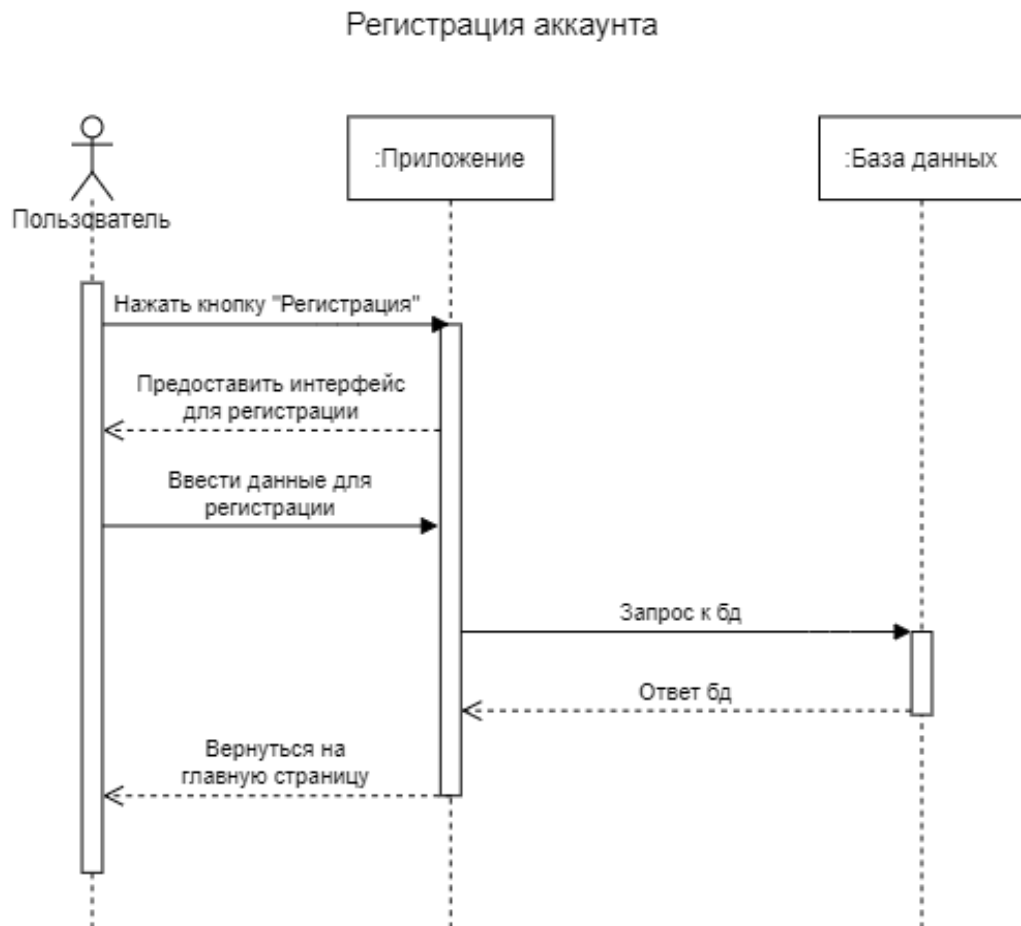 Регистрация аккаунта
:Приложение
:База данных
Пользователь
Нажать кнопку "Регистрация"
Предоставить интерфейс
для регистрации
Ввести данные для
регистрации
Запрос к бд
Ответ бд
Вернуться на
главную страницу